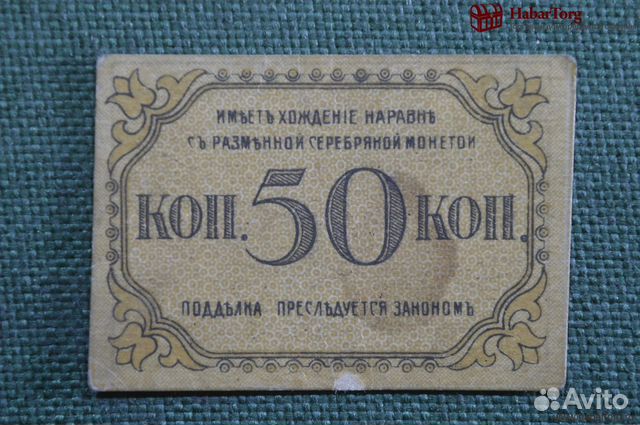 HabarTorg
ИМѢЕТЪ ХОЖДЕНІЕ НАРАВНѢ
СЪ РАЗМѢННОЙ СЕРЕБРЯНОЙ МОНЕТОЙ
КОП. 50 КОП.
ПОДДѢЛКА ПРЕСЛѢДУЕТСЯ ЗАКОНОМЪ
Avito